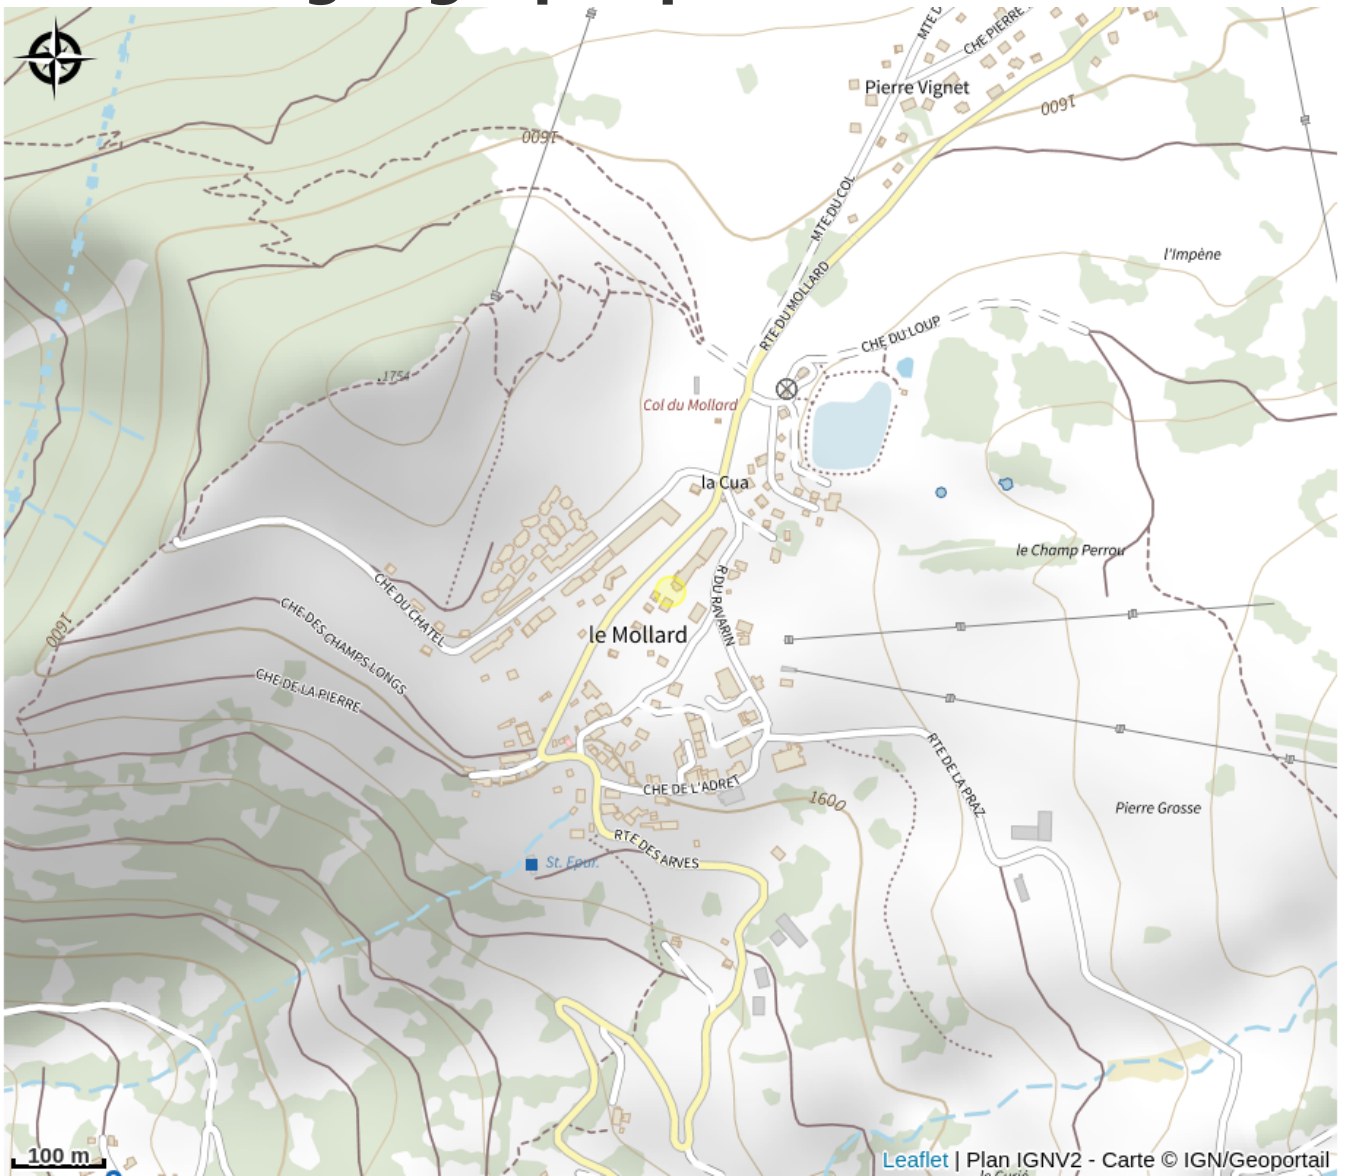 CHE PIERRE
Pierre Vignet
1600
1600
MTE DU COL
l'Impène
RTE DU MOLLARD
CHE DU LOUP
.1754
Col du Mollard
la Cua
le Champ Perrou
CHE DU CHATEL
R DU RAVARIN
1600
CHE DES CHAMPS LONGS
le Mollard
CHE DE LA PIERRE
RTE DE LA PRAZ
CHE DE L'ADRET
1600
Pierre Grosse
RTE DES ARVES
St. Epur.
100 m
Leaflet | Plan IGNV2 - Carte © IGN/Geoportail